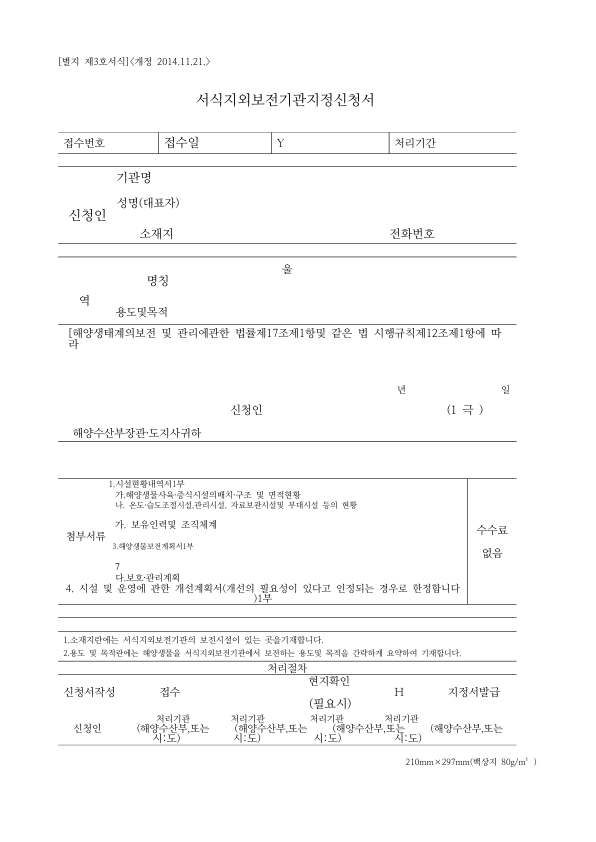 [별지 제3호서식]<개정 2014.11.21.>
서식지외보전기관지정신청서
접수번호 접수일 Y 처리기간
기관명
성명(대표자)
신청인
소재지 전화번호
울
명칭
역
용도및목적
[해양생태계의보전 및 관리에관한 법률제17조제1항및 같은 법 시행규칙제12조제1항에 따
라
년 일
신청인 (1 극 )
해양수산부장관·도지사귀하
1.시설현황내역서1부
가.해양생물사육·증식시설의배치·구조 및 면적현황
나. 온도·습도조정시설,관리시설, 자료보관시설및 부대시설 등의 현황
가. 보유인력및 조직체계
첨부서류
3.해양생물보전계획서1부
7
다.보호·관리계획
4. 시설 및 운영에 관한 개선계획서(개선의 필요성이 있다고 인정되는 경우로 한정합니다
)1부
수수료
없음
1.소재지란에는 서식지외보전기관의 보전시설이 있는 곳을기재합니다.
2.용도 및 목적란에는 해양생물을 서식지외보전기관에서 보전하는 용도및 목적을 간략하게 요약하여 기재합니다.
처리절차
신청서작성 접수 현지확인 H 지정서발급
(필요시)
처리기관 처리기관 처리기관 처리기관
신청인 (해양수산부,또는 (해양수산부,또는 (해양수산부,또는 (해양수산부,또는
시:도) 시:도) 시:도) 시:도)
210mm×297mm(백상지 80g/㎡ )